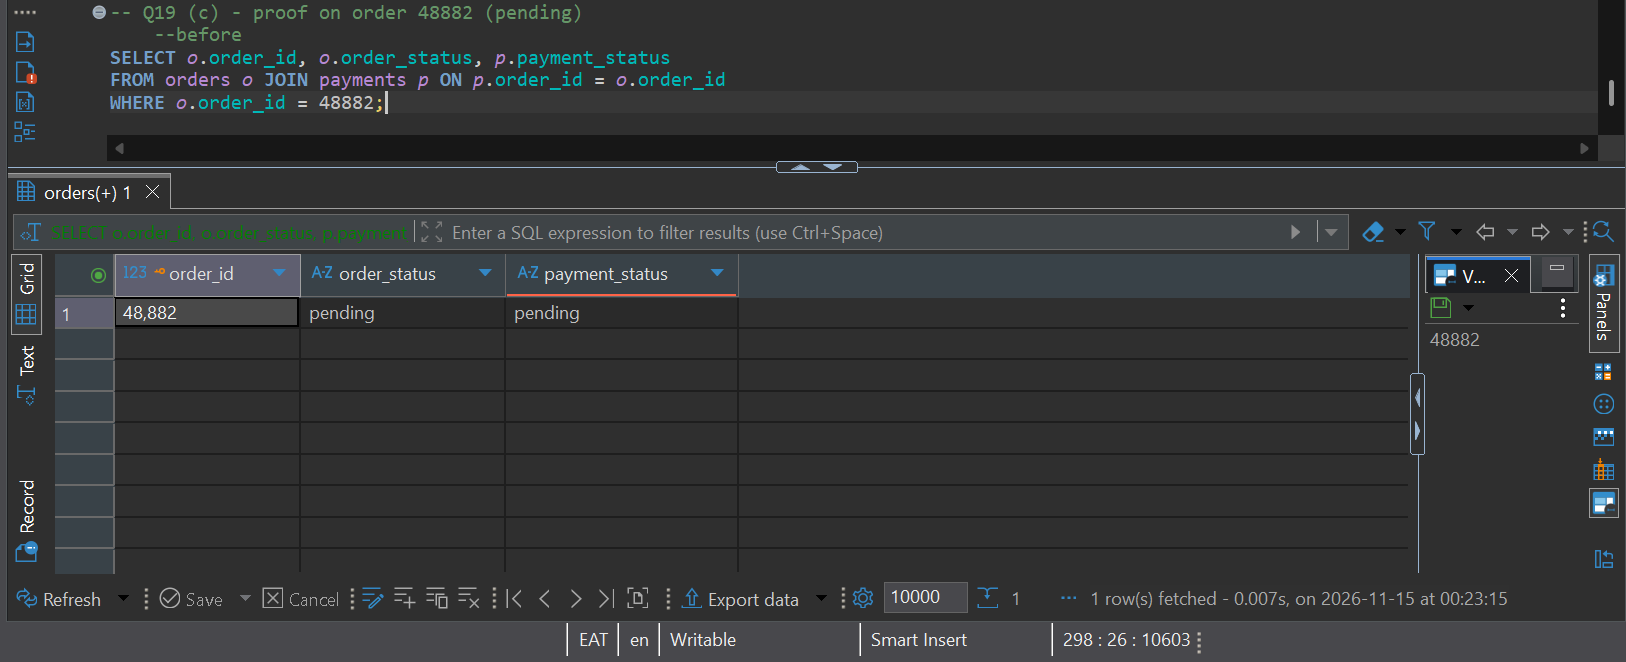 -- Q19 (c) - proof on order 48882 (pending)
--before
SELECT o.order_id, o.order_status, p.payment_status
FROM orders o JOIN payments p ON p.order_id = o.order_id
WHERE o.order_id = 48882;
orders(+) 1
SELECT o.order_id, o.order_status, p.payment
Enter a SQL expression to filter results (use Ctrl+Space)
Grid
Text
Record
123 order_id
A-Z order_status
A-Z payment_status
1 48,882 pending pending
V...
48882
Panels
Refresh Save Cancel Export data 10000 1 ... 1 row(s) fetched - 0.007s, on 2026-11-15 at 00:23:15
EAT en Writable Smart Insert 298 : 26 : 10603